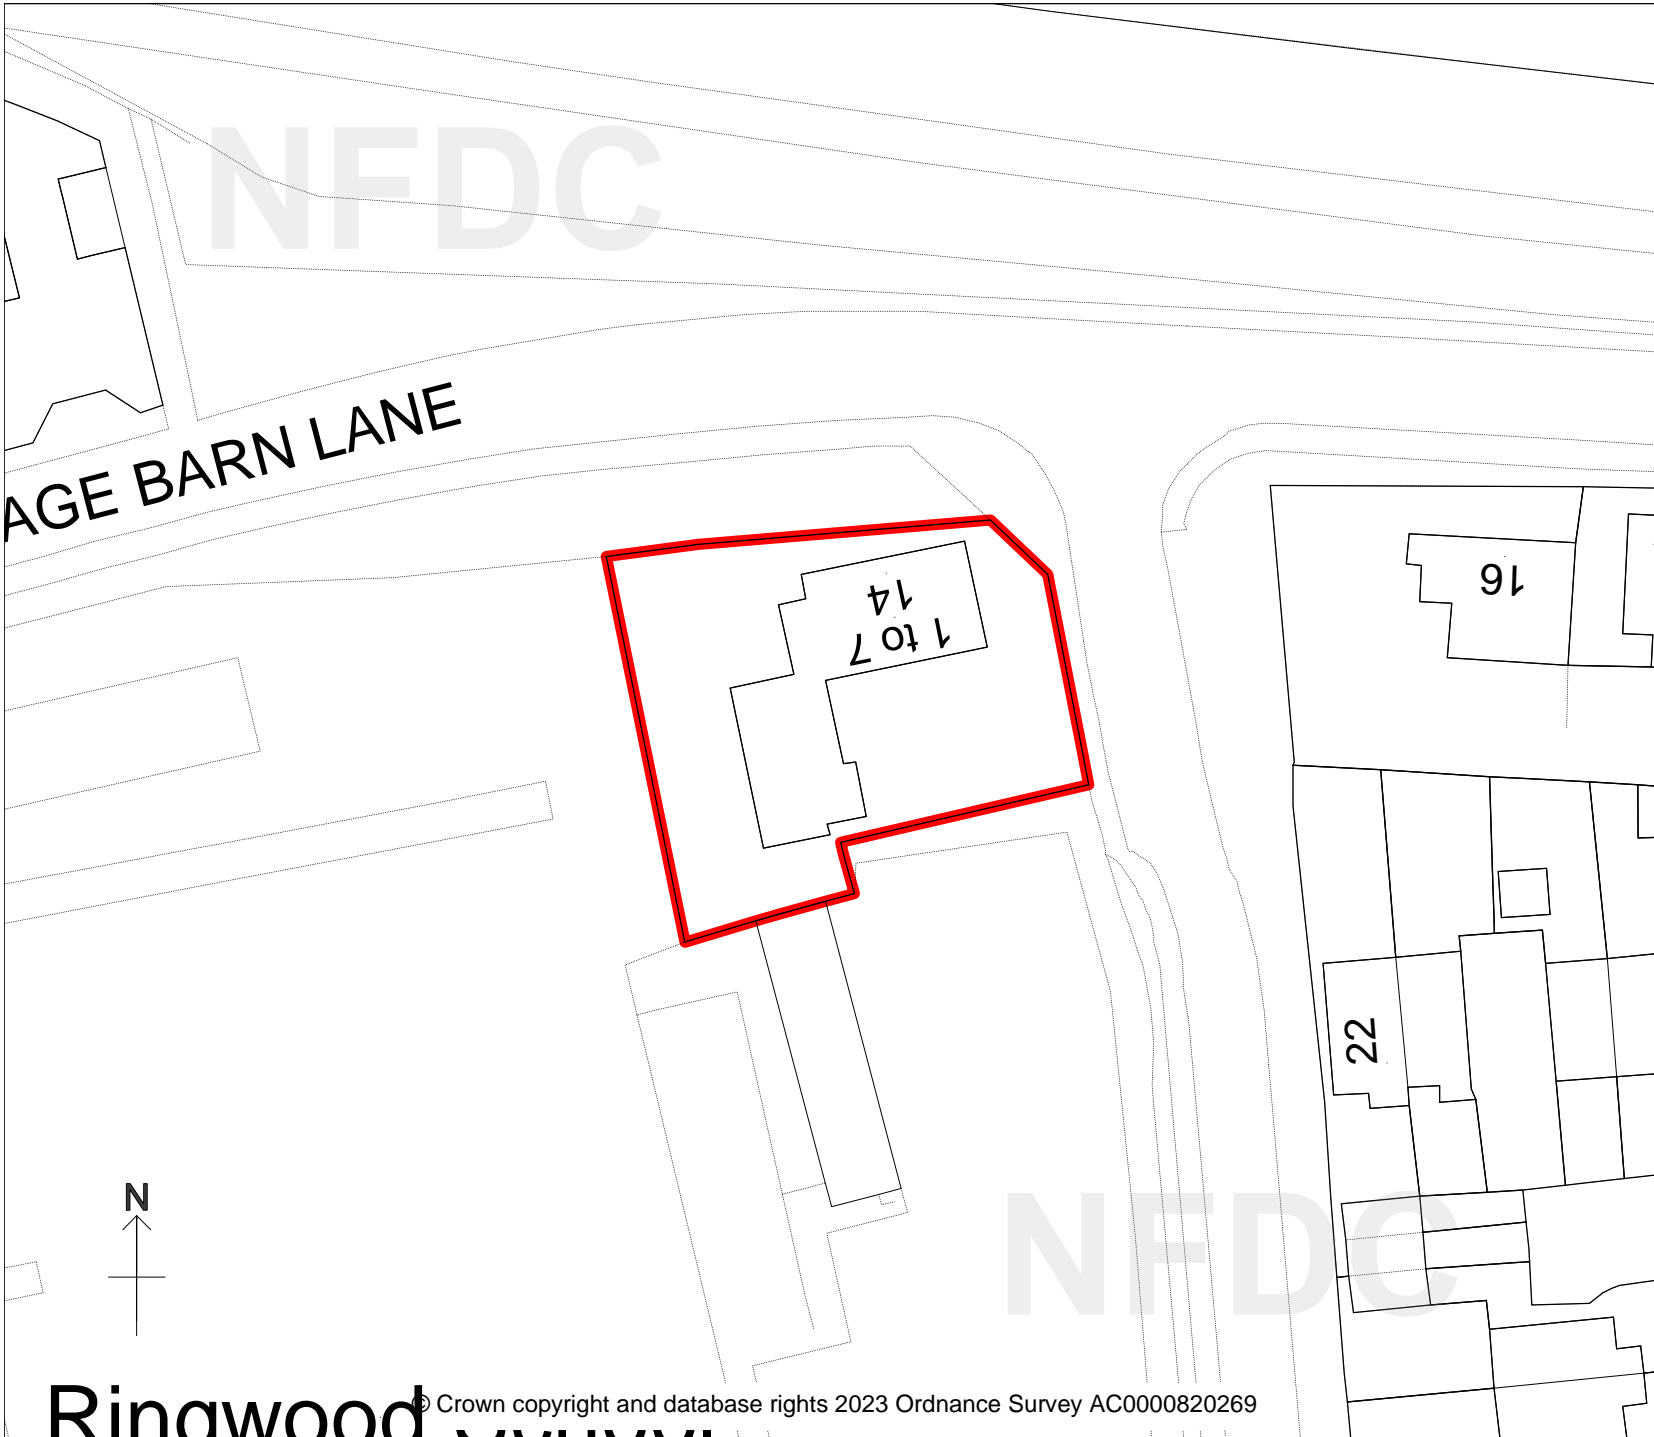 NFDC
AGE BARN LANE
14
1 to 7
16
22
N
NFDC
Ringwood
© Crown copyright and database rights 2023 Ordnance Survey AC0000820269